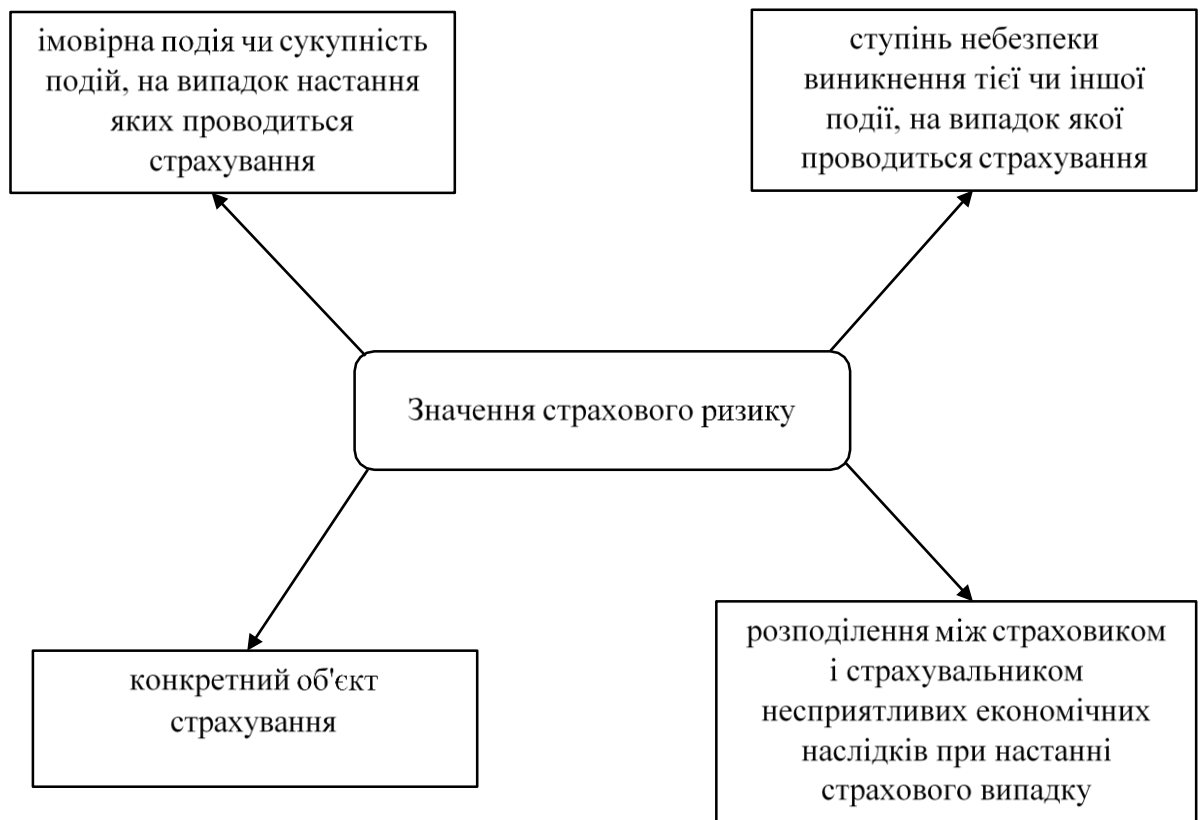 імовірна подія чи сукупність
подій, на випадок настання
яких проводиться
страхування
ступінь небезпеки
виникнення тієї чи іншої
події, на випадок якої
проводиться страхування
Значення страхового ризику
конкретний об'єкт
страхування
розподілення між страховиком
і страхувальником
несприятливих економічних
наслідків при настанні
страхового випадку